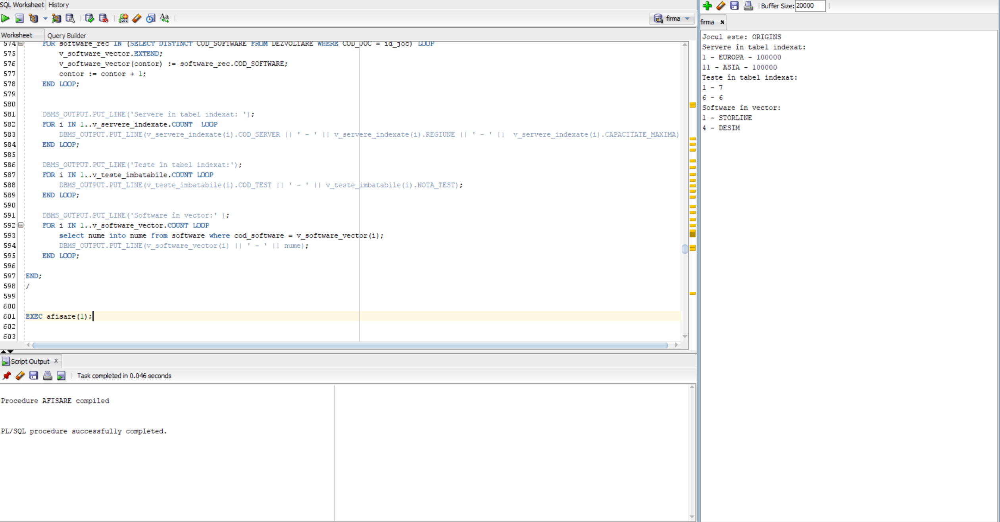 SQL Worksheet History
firma
Worksheet Query Builder
574 FOR software_rec IN (SELECT DISTINCT COD_SOFTWARE FROM DEZVOLTARE WHERE COD_JOC = id_joc) LOOP
575 v_software_vector.EXTEND;
576 v_software_vector(contor) := software_rec.COD_SOFTWARE;
577 contor := contor + 1;
578 END LOOP;
579
580
581 DBMS_OUTPUT.PUT_LINE('Servere în tabel indexat: ');
582 FOR i IN 1..v_servere_indexate.COUNT  LOOP
583 DBMS_OUTPUT.PUT_LINE(v_servere_indexate(i).COD_SERVER || ' - ' || v_servere_indexate(i).REGIUNE || ' - ' ||  v_servere_indexate(i).CAPACITATE_MAXIMA)
584 END LOOP;
585
586 DBMS_OUTPUT.PUT_LINE('Teste în tabel indexat:');
587 FOR i IN 1..v_teste_imbatabile.COUNT LOOP
588 DBMS_OUTPUT.PUT_LINE(v_teste_imbatabile(i).COD_TEST || ' - ' || v_teste_imbatabile(i).NOTA_TEST);
589 END LOOP;
590
591 DBMS_OUTPUT.PUT_LINE('Software în vector:' );
592 FOR i IN 1..v_software_vector.COUNT LOOP
593 select nume into nume from software where cod_software = v_software_vector(i);
594 DBMS_OUTPUT.PUT_LINE(v_software_vector(i) || ' - ' || nume);
595 END LOOP;
596
597 END;
598 /
599
600
601 EXEC afisare(1);
602
603
Script Output x
Task completed in 0.046 seconds
Procedure AFISARE compiled
PL/SQL procedure successfully completed.
Buffer Size: 20000
firma x
Jocul este: ORIGINS
Servere în tabel indexat:
1 - EUROPA - 100000
11 - ASIA - 100000
Teste în tabel indexat:
1 - 7
6 - 6
Software în vector:
1 - STORLINE
4 - DESIM